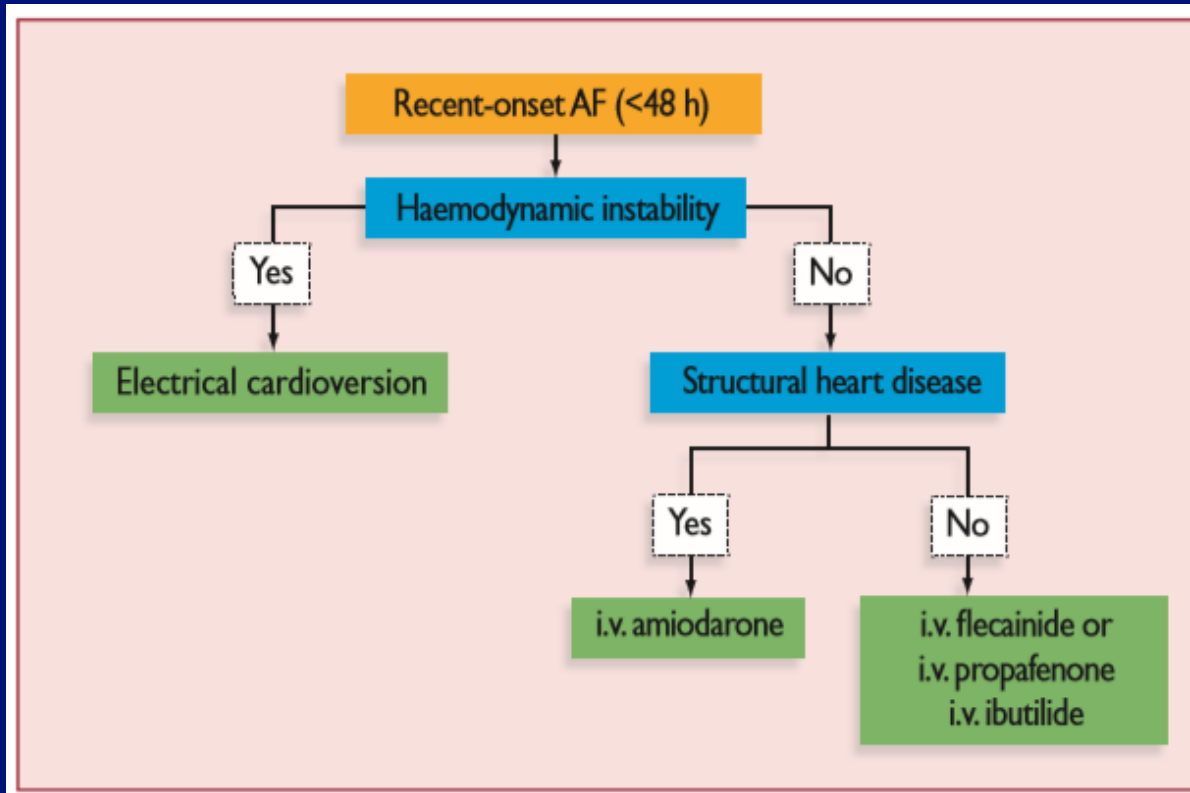 Recent-onset AF (<48 h)
Haemodynamic instability
Yes
No
Electrical cardioversion
Structural heart disease
Yes
No
i.v. amiodarone
i.v. flecainide or
i.v. propafenone
i.v. ibutilide